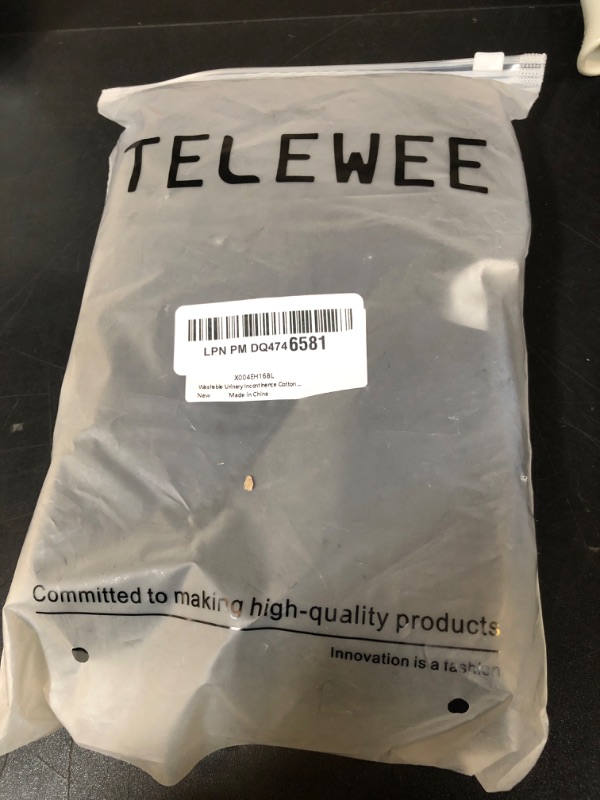 TELEWEE
LPN PM DQ4746581
X004EH16BL
Washable Urinary Incontinence Cotton ...
New Made in China
Committed to making high-quality products
Innovation is a fashion